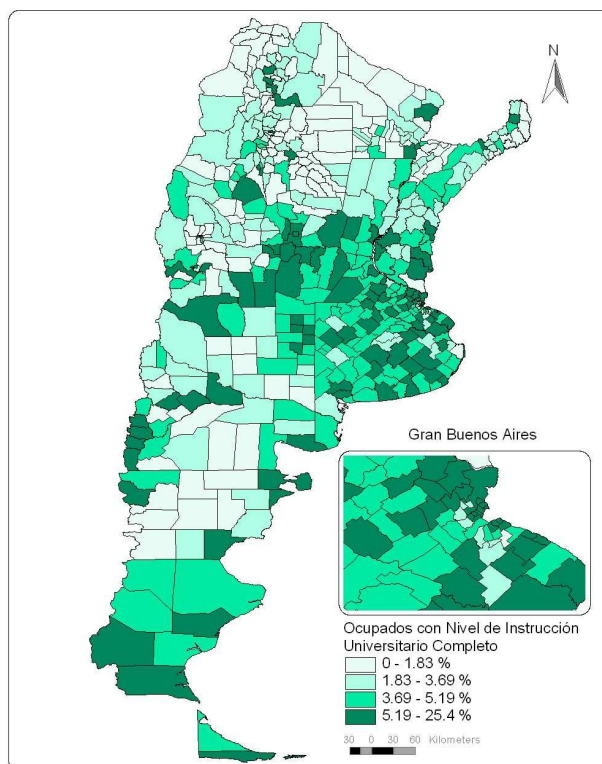 N
Gran Buenos Aires
Ocupados con Nivel de Instrucción
Universitario Completo
0 - 1.83 %
1.83 - 3.69 %
3.69 - 5.19 %
5.19 - 25.4 %
30 0 30 60 Kilometers